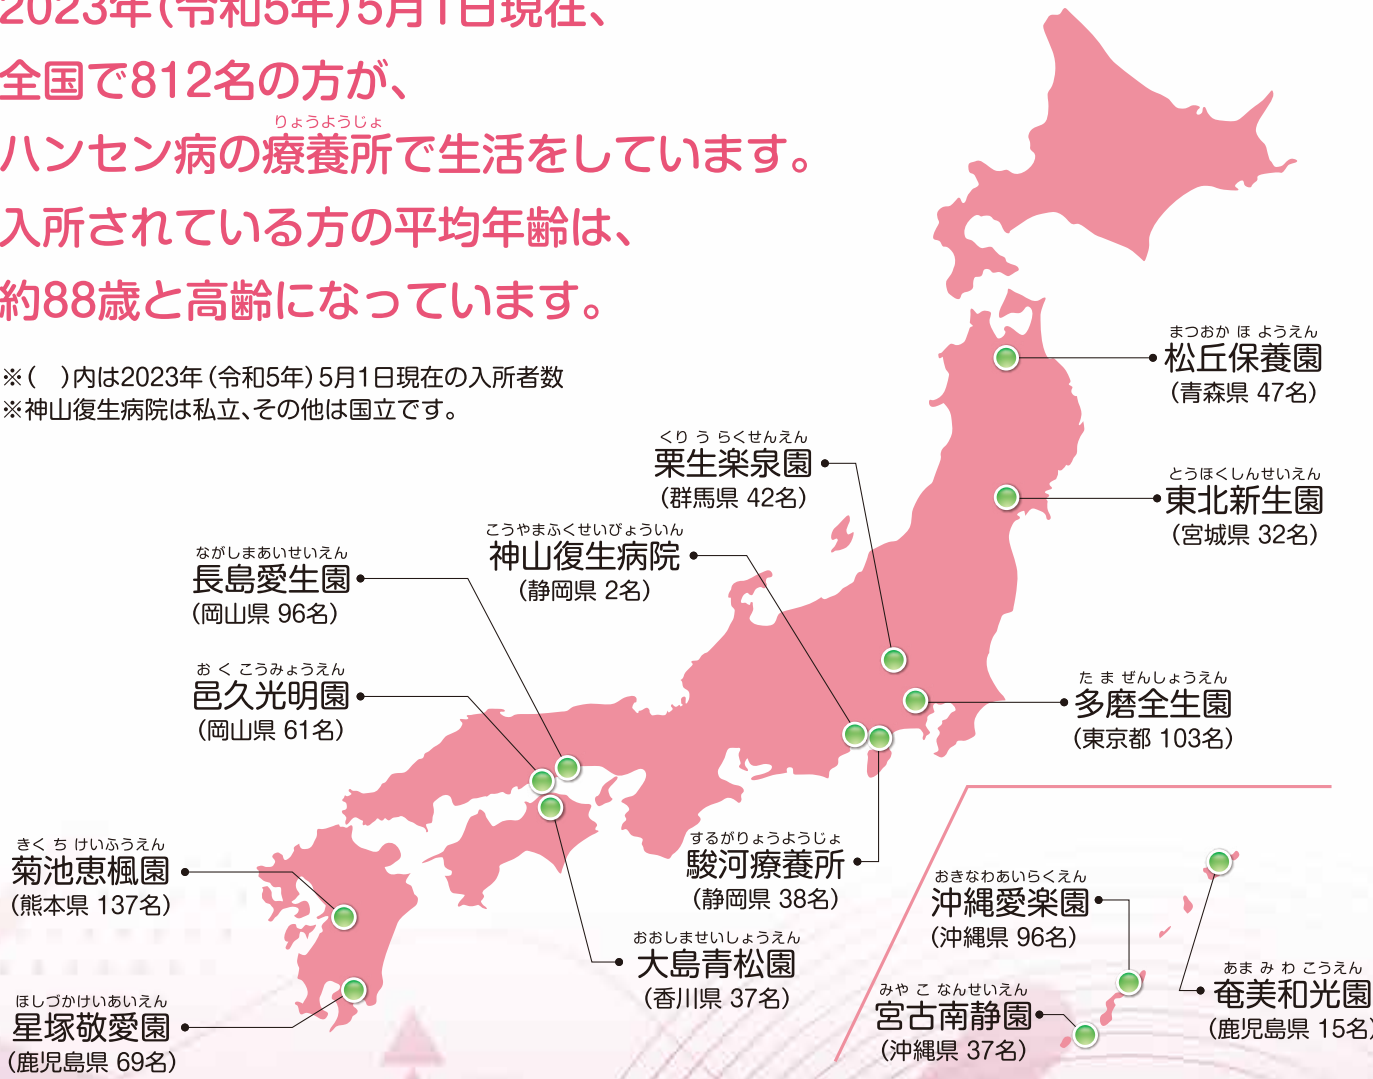 2023年（令和5年）5月1日現在、
全国で812名の方が、
りょうようじょ
ハンセン病の療養所で生活をしています。
入所されている方の平均年齢は、
約88歳と高齢になっています。
※（　）内は2023年（令和5年）5月1日現在の入所者数
※神山復生病院は私立、その他は国立です。
まつおか ほ ようえん
松丘保養園
（青森県 47名）
くり う らくせんえん
栗生楽泉園
（群馬県 42名）
とうほくしんせいえん
東北新生園
（宮城県 32名）
こうやまふくせいびょういん
神山復生病院
（静岡県 2名）
ながしまあいせいえん
長島愛生園
（岡山県 96名）
お く こうみょうえん
邑久光明園
（岡山県 61名）
た ま ぜんしょうえん
多磨全生園
（東京都 103名）
きく ち けいふうえん
菊池恵楓園
（熊本県 137名）
するがりょうようじょ
駿河療養所
（静岡県 38名）
おきなわあいらくえん
沖縄愛楽園
（沖縄県 96名）
おおしませいしょうえん
大島青松園
（香川県 37名）
あま み わ こうえん
奄美和光園
（鹿児島県 15名）
みや こ なんせいえん
宮古南静園
（沖縄県 37名）
ほしづかけいあいえん
星塚敬愛園
（鹿児島県 69名）